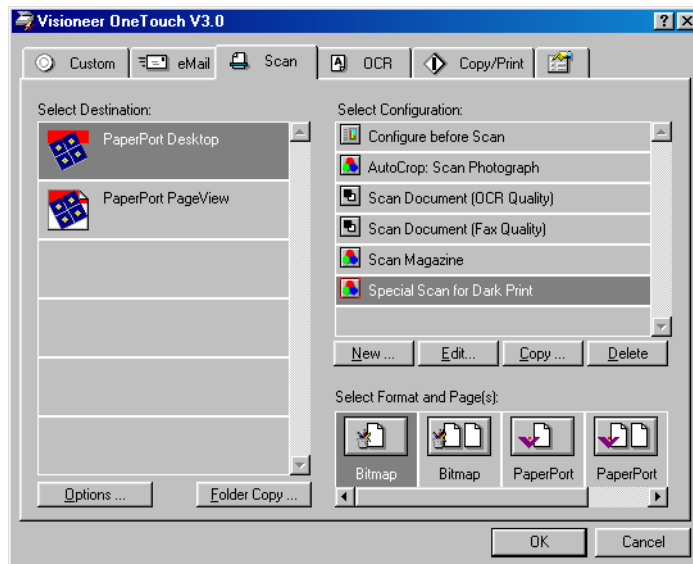 Visioneer OneTouch V3.0
Custom eMail Scan OCR Copy/Print
Select Destination:
PaperPort Desktop
PaperPort PageView
Options ...
Folder Copy ...
Select Configuration:
Configure before Scan
AutoCrop: Scan Photograph
Scan Document (OCR Quality)
Scan Document (Fax Quality)
Scan Magazine
Special Scan for Dark Print
New ... Edit... Copy ... Delete
Select Format and Page(s):
Bitmap Bitmap PaperPort PaperPort
OK Cancel